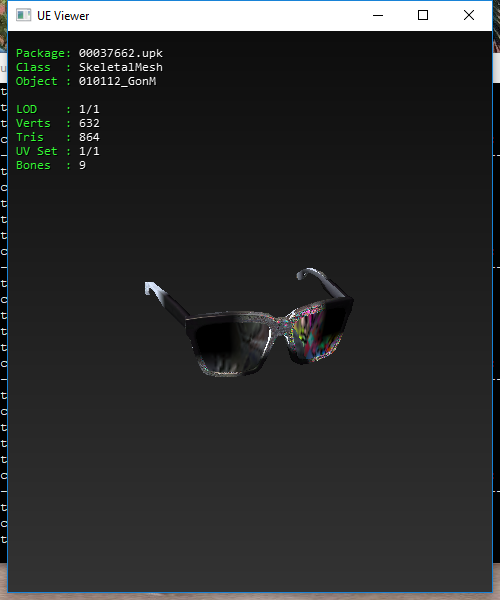 UE Viewer
Package: 00037662.upk
Class  : SkeletalMesh
Object : 010112_GonM
LOD    : 1/1
Verts  : 632
Tris   : 864
UV Set : 1/1
Bones  : 9